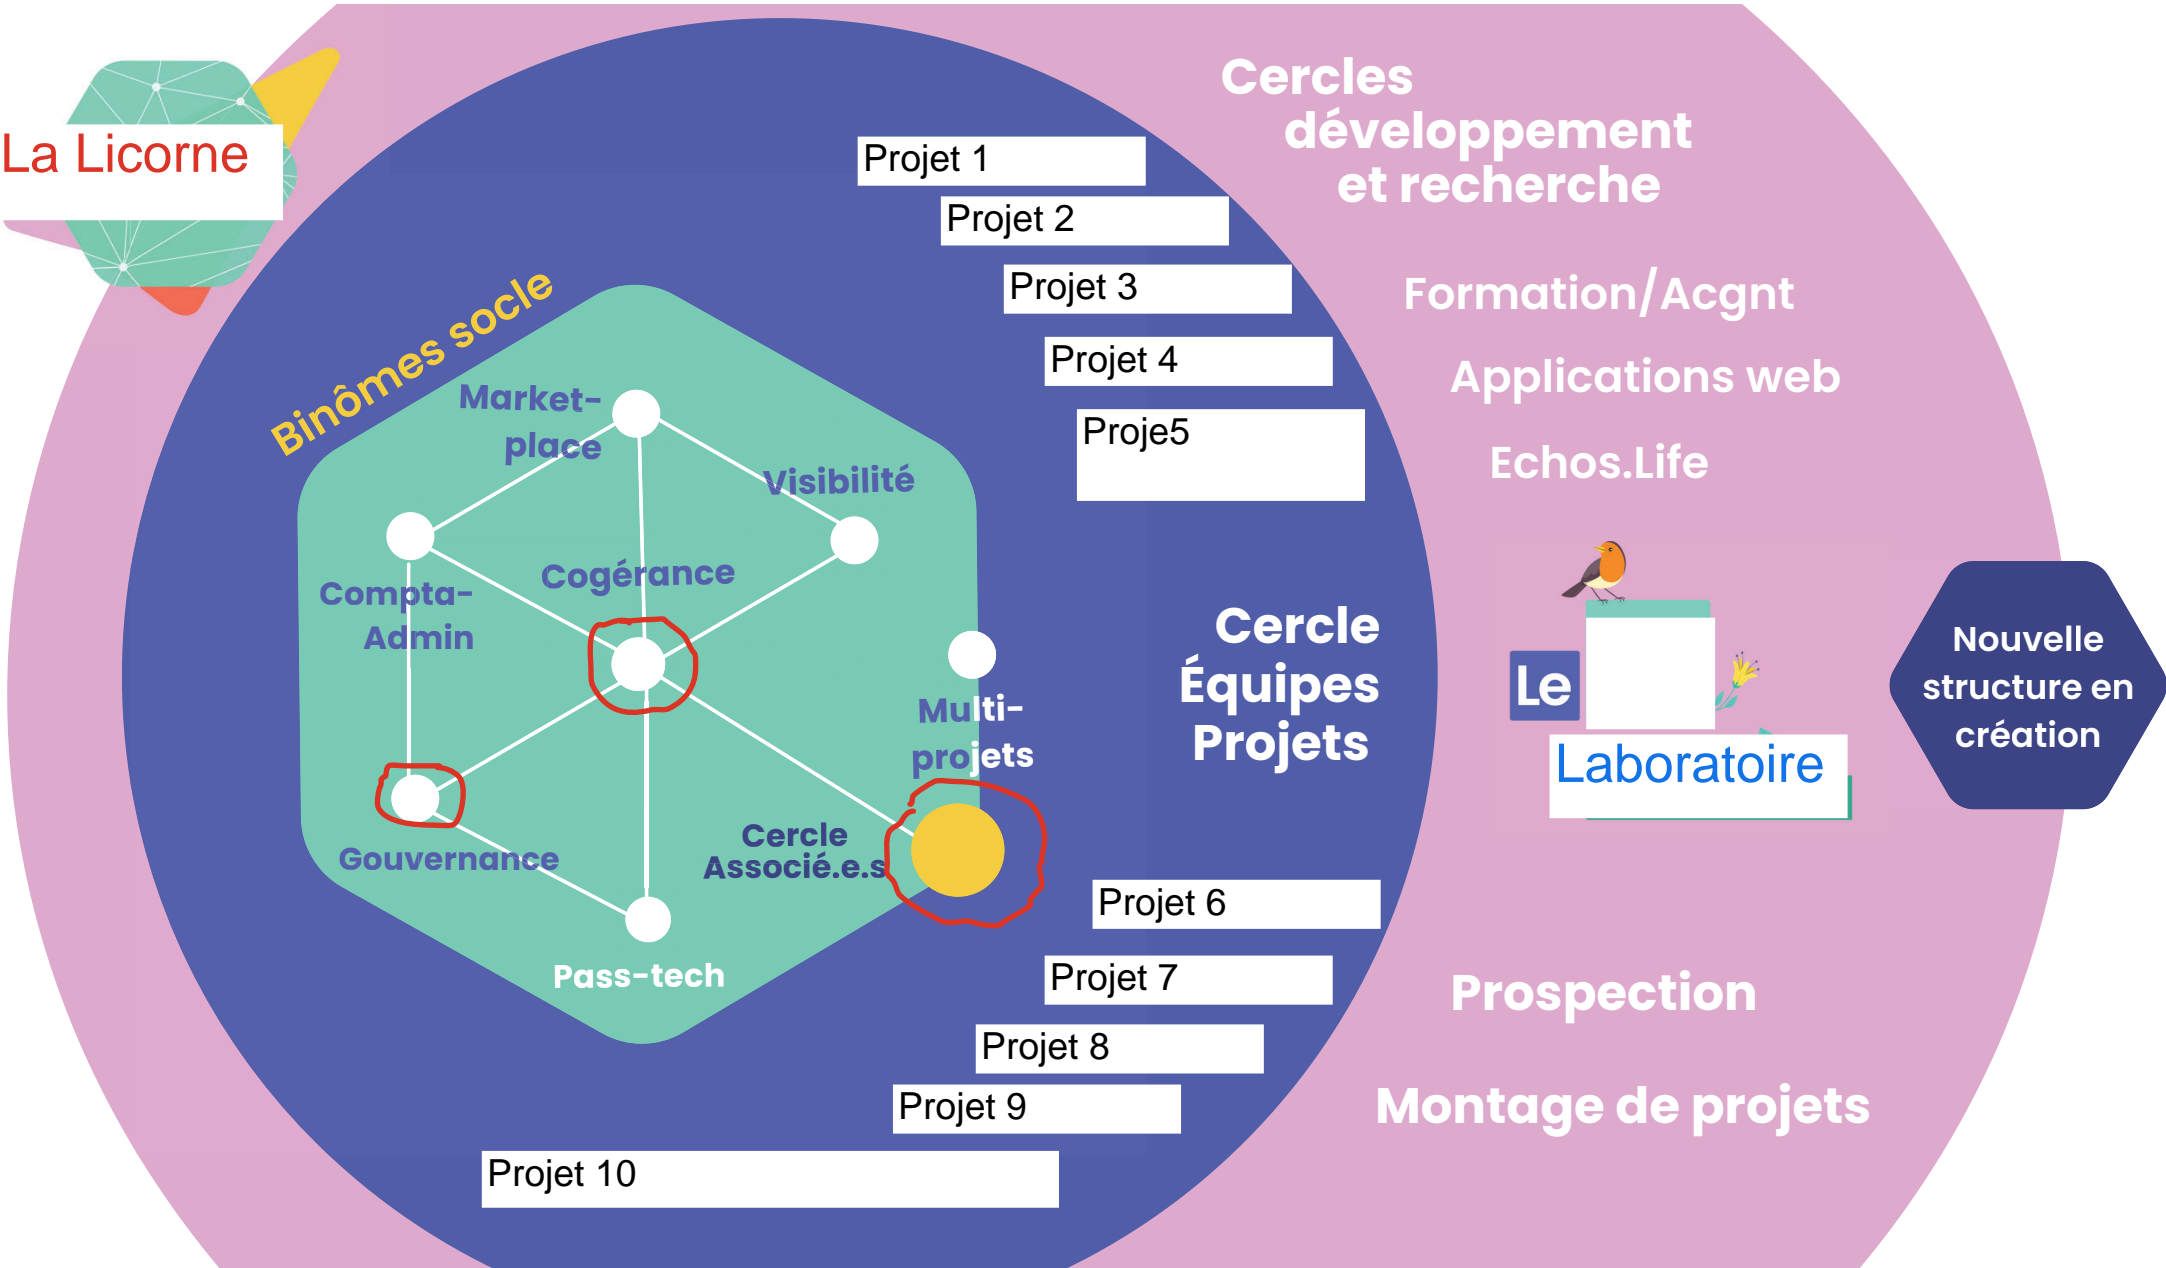 La Licorne
Binômes socle
Market-
place
Visibilité
Cogérance
Compta-
Admin
Multi-
projets
Gouvernance
Cercle
Associé.e.s
Pass-tech
Projet 1
Projet 2
Projet 3
Projet 4
Proje5
Cercle
Équipes
Projets
Projet 6
Projet 7
Projet 8
Projet 9
Projet 10
Cercles
développement
et recherche
Formation/Acgnt
Applications web
Echos.Life
Le
Laboratoire
Prospection
Montage de projets
Nouvelle
structure en
création